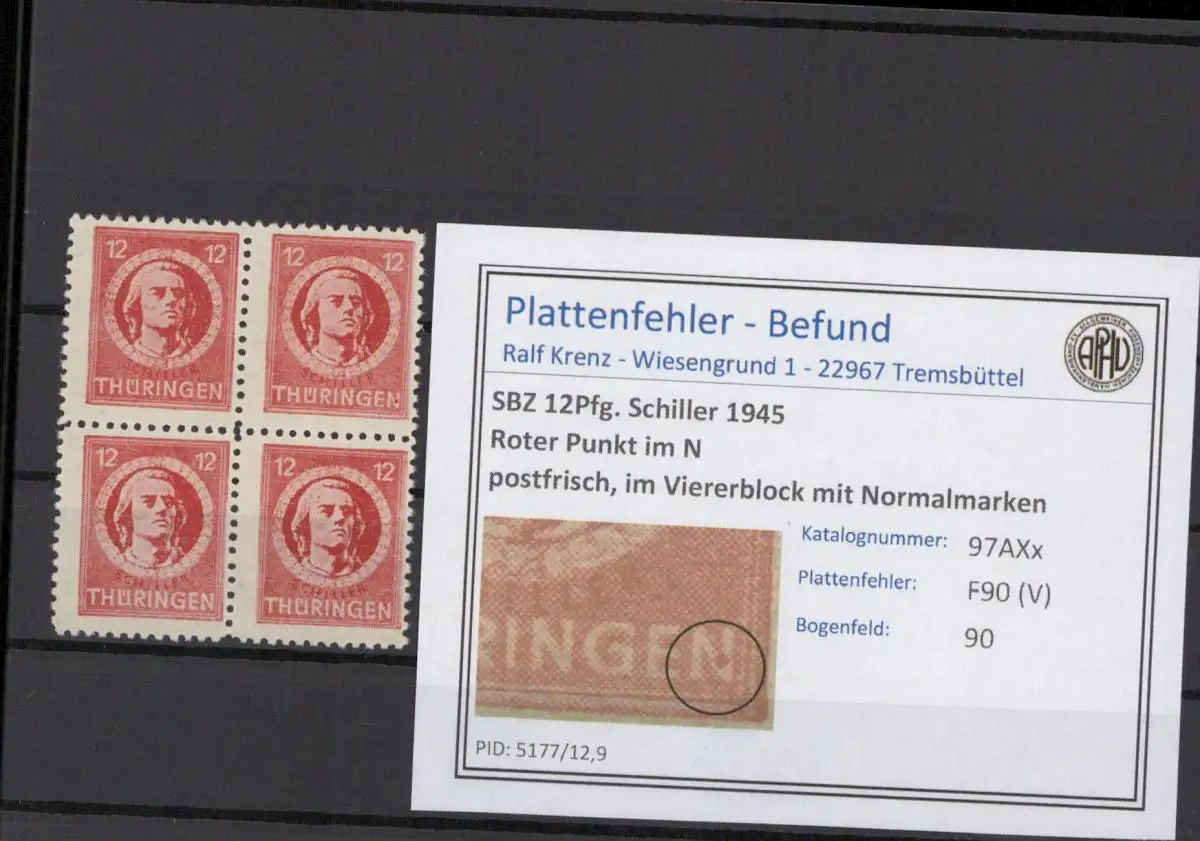 12 12
SCHILLER
THÜRINGEN
12 12
SCHILLER
THÜRINGEN
12 12
SCHILLER
THÜRINGEN
12 12
SCHILLER
THÜRINGEN
Plattenfehler - Befund
Ralf Krenz - Wiesengrund 1 - 22967 Tremsbüttel
APHV
SBZ 12Pfg. Schiller 1945
Roter Punkt im N
postfrisch, im Viererblock mit Normalmarken
Katalognummer: 97AXx
Plattenfehler: F90 (V)
Bogenfeld: 90
RINGEN
PID: 5177/12,9